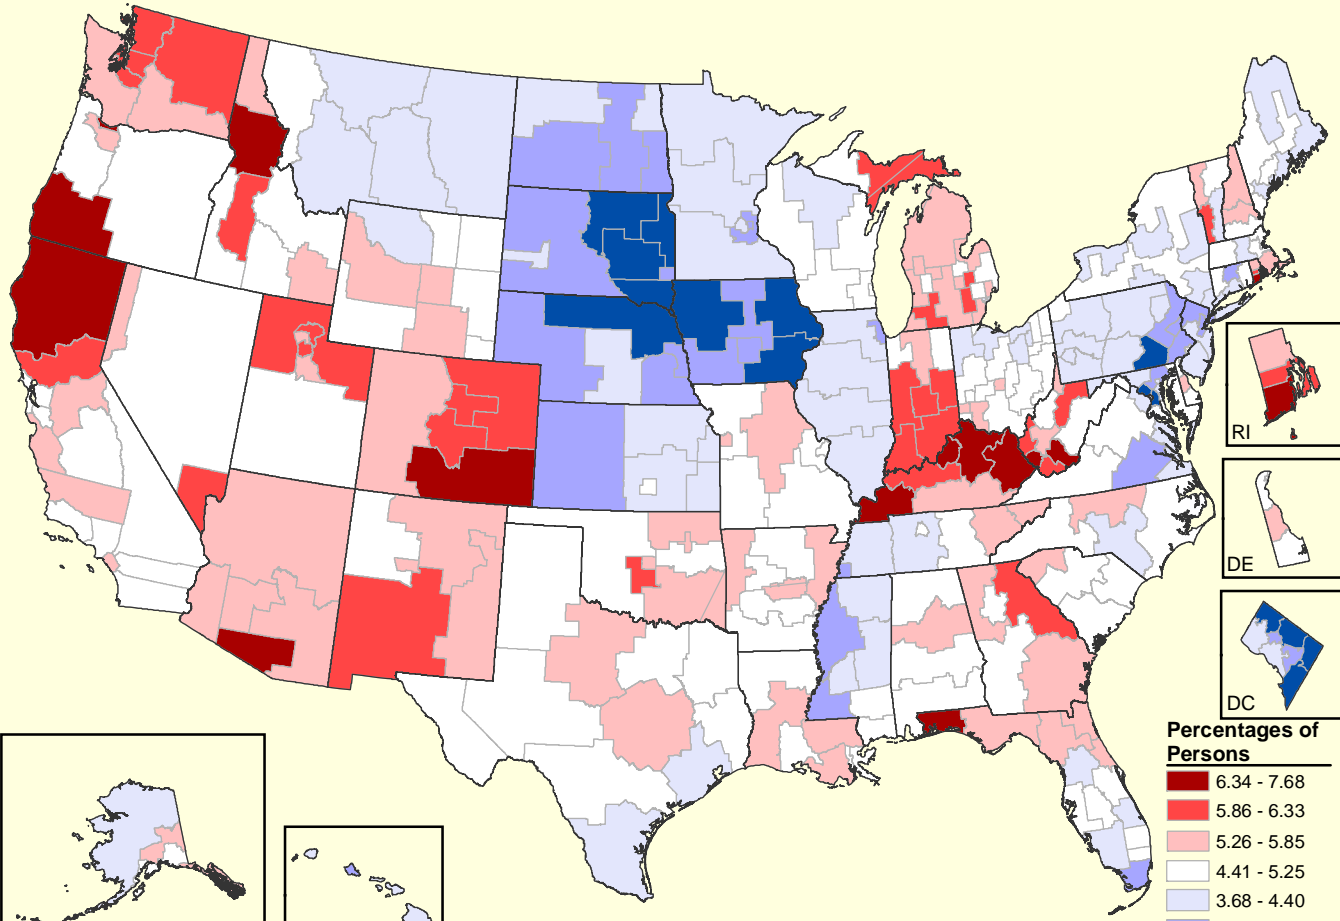 RI
DE
DC
Percentages of
Persons
6.34 - 7.68
5.86 - 6.33
5.26 - 5.85
4.41 - 5.25
3.68 - 4.40